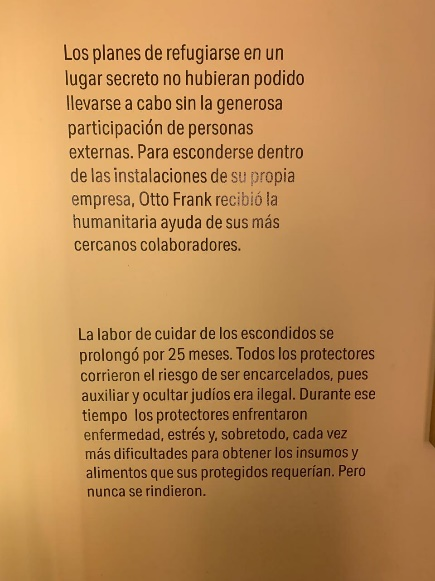 Los planes de refugiarse en un
lugar secreto no hubieran podido
llevarse a cabo sin la generosa
participación de personas
externas. Para esconderse dentro
de las instalaciones de su propia
empresa, Otto Frank recibió la
humanitaria ayuda de sus más
cercanos colaboradores.
La labor de cuidar de los escondidos se
prolongó por 25 meses. Todos los protectores
corrieron el riesgo de ser encarcelados, pues
auxiliar y ocultar judíos era ilegal. Durante ese
tiempo los protectores enfrentaron
enfermedad, estrés y, sobretodo, cada vez
más dificultades para obtener los insumos y
alimentos que sus protegidos requerían. Pero
nunca se rindieron.